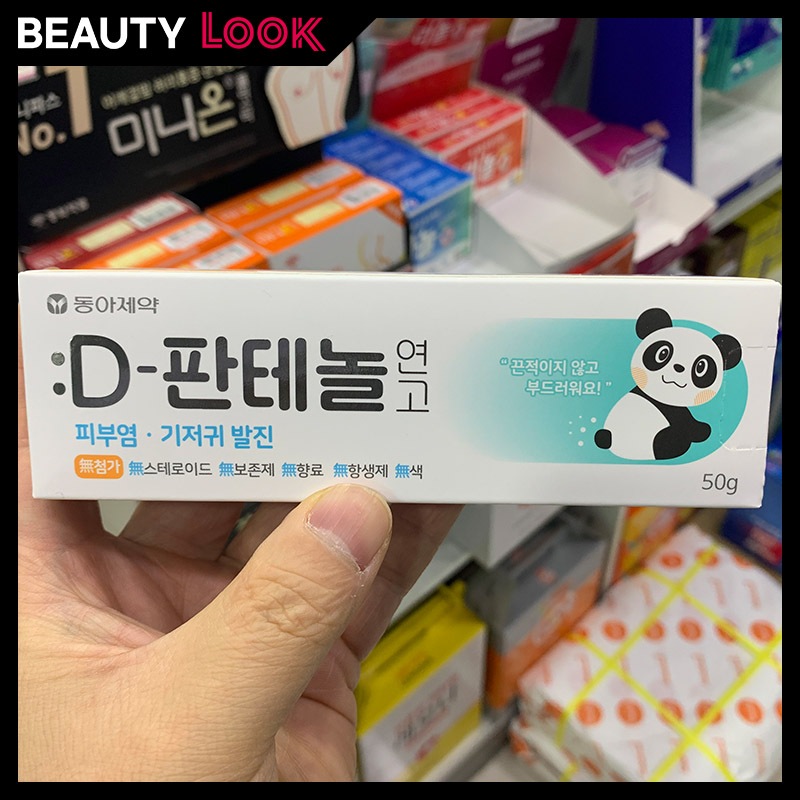 BEAUTY LOOK
No.1
미니온
동아제약
:D-판테놀 연고
“끈적이지 않고
부드러워요!”
피부염 · 기저귀 발진
無첨가 無스테로이드 無보존제 無향료 無항생제 無색
50g